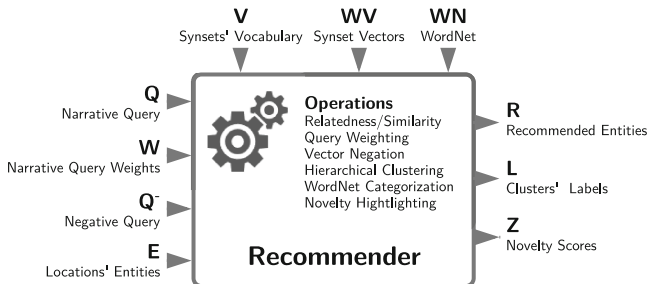 V
Synsets' Vocabulary
WV
Synset Vectors
WN
WordNet
Q
Narrative Query
W
Narrative Query Weights
Q-
Negative Query
E
Locations' Entities
Operations
Relatedness/Similarity
Query Weighting
Vector Negation
Hierarchical Clustering
WordNet Categorization
Novelty Hightlighting
Recommender
R
Recommended Entities
L
Clusters' Labels
Z
Novelty Scores